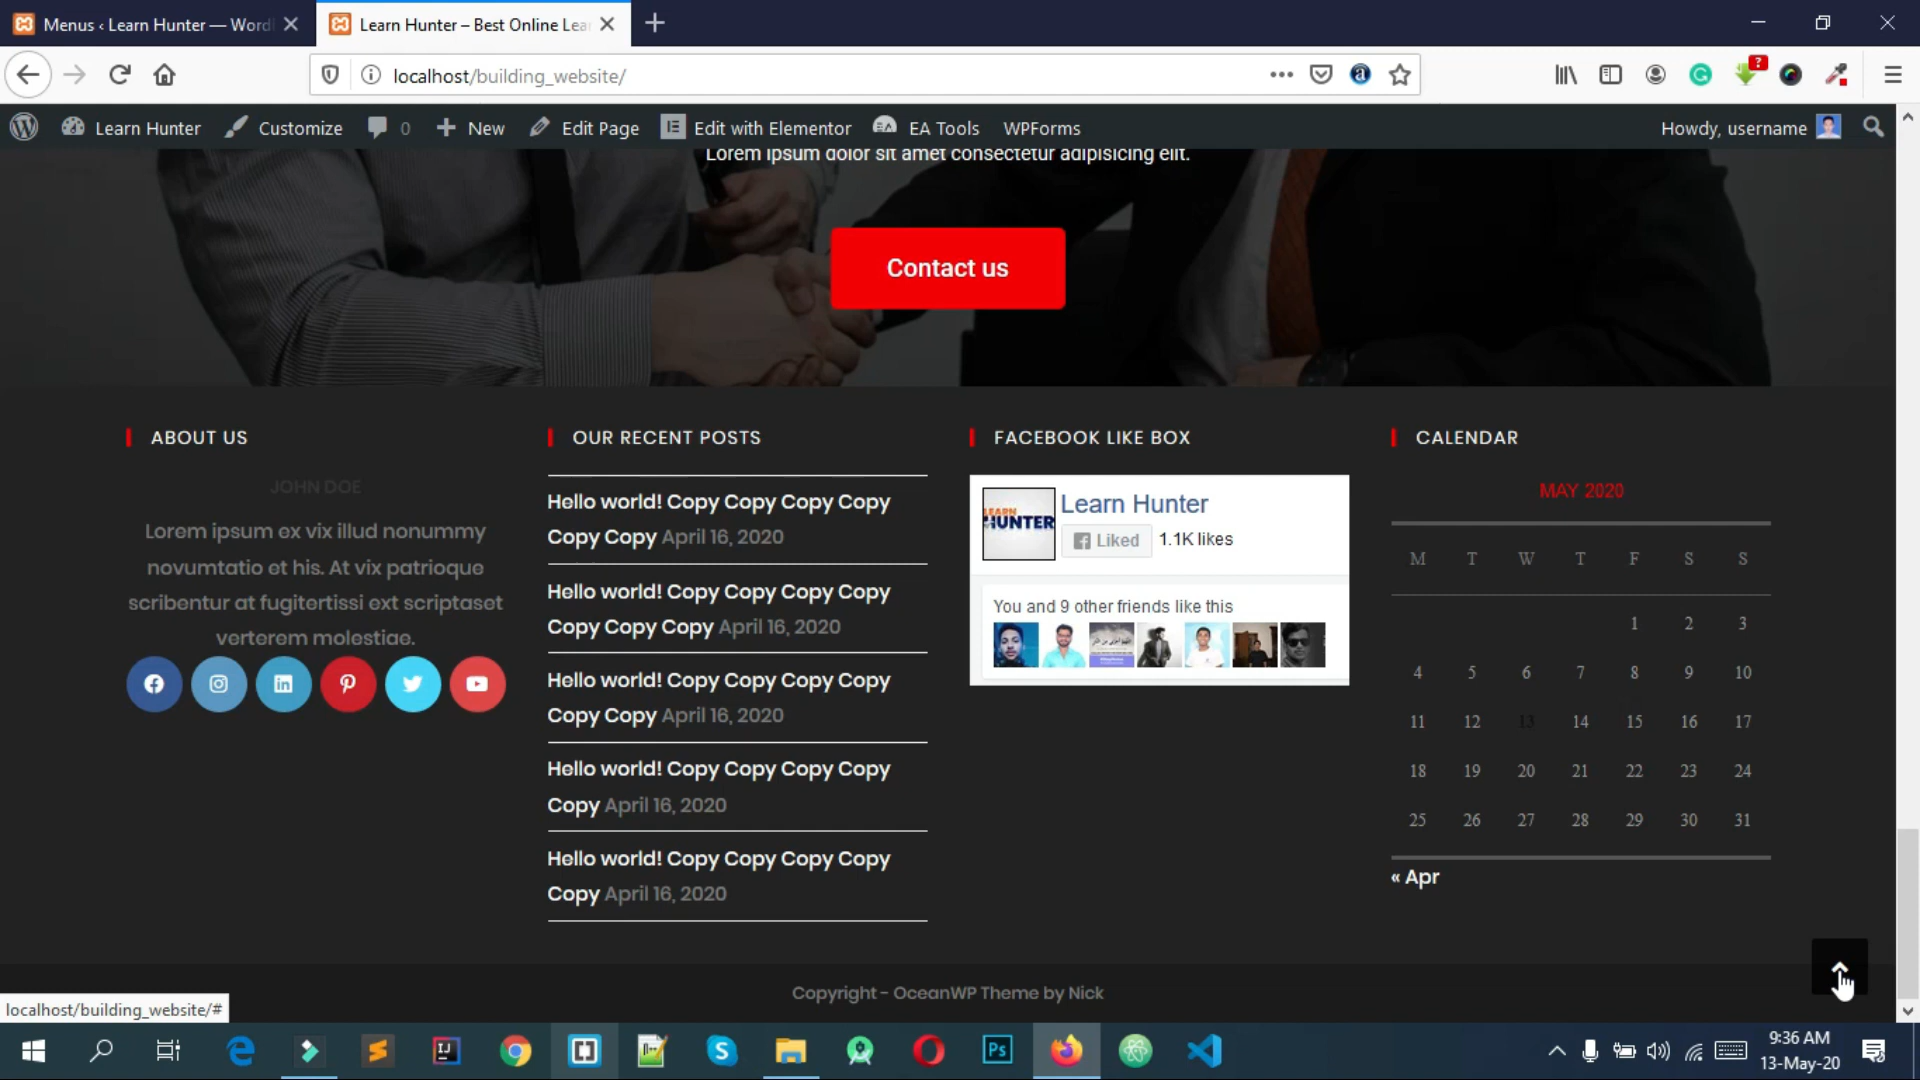 Menus ‹ Learn Hunter — Word
Learn Hunter – Best Online Lea
localhost/building_website/
Learn Hunter
Customize
0
New
Edit Page
Edit with Elementor
EA Tools
WPForms
Howdy, username
Lorem ipsum dolor sit amet consectetur adipisicing elit.
Contact us
ABOUT US
JOHN DOE
Lorem ipsum ex vix illud nonummy
novumtatio et his. At vix patrioque
scribentur at fugitertissi ext scriptaset
verterem molestiae.
OUR RECENT POSTS
Hello world! Copy Copy Copy Copy
Copy Copy April 16, 2020
Hello world! Copy Copy Copy Copy
Copy Copy Copy April 16, 2020
Hello world! Copy Copy Copy Copy
Copy Copy April 16, 2020
Hello world! Copy Copy Copy Copy
Copy April 16, 2020
Hello world! Copy Copy Copy Copy
Copy April 16, 2020
FACEBOOK LIKE BOX
LEARN
HUNTER
Learn Hunter
Liked 1.1K likes
You and 9 other friends like this
CALENDAR
MAY 2020
M T W T F S S
1 2 3
4 5 6 7 8 9 10
11 12 13 14 15 16 17
18 19 20 21 22 23 24
25 26 27 28 29 30 31
« Apr
Copyright - OceanWP Theme by Nick
localhost/building_website/#
9:36 AM
13-May-20